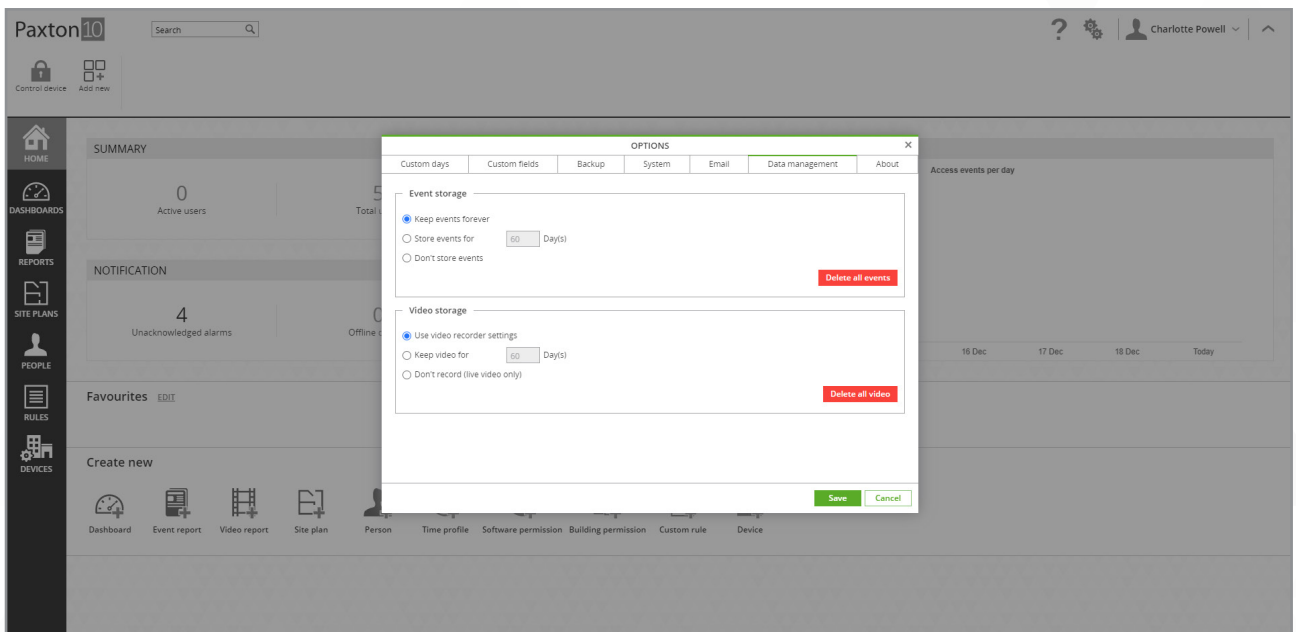 Paxton10
Search
? Charlotte Powell
Control device
Add new
HOME
DASHBOARDS
REPORTS
SITE PLANS
PEOPLE
RULES
DEVICES
SUMMARY
0
Active users
5
Total
NOTIFICATION
4
Unacknowledged alarms
0
Offline
OPTIONS
Custom days Custom fields Backup System Email Data management About
Event storage
Keep events forever
Store events for 60 Day(s)
Don't store events
Delete all events
Video storage
Use video recorder settings
Keep video for 60 Day(s)
Don't record (live video only)
Delete all video
Save Cancel
Access events per day
16 Dec 17 Dec 18 Dec Today
Favourites EDIT
Create new
Dashboard Event report Video report Site plan Person Time profile Software permission Building permission Custom rule Device